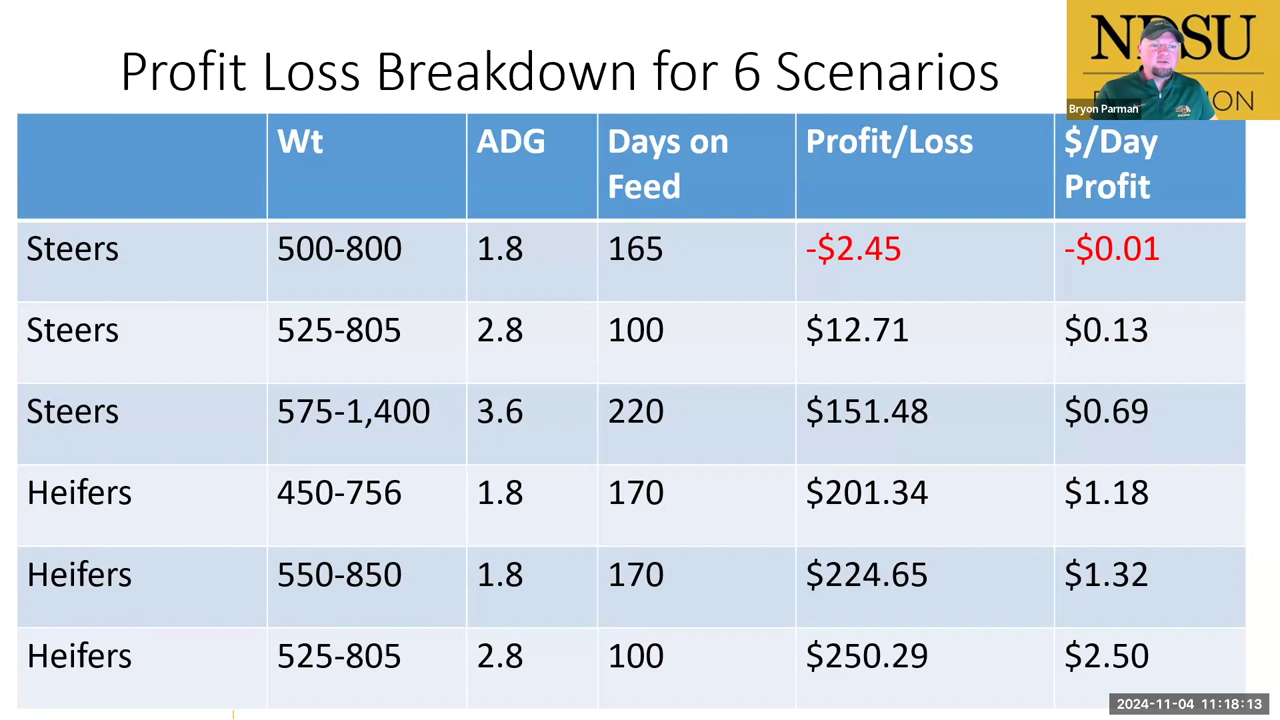 Profit Loss Breakdown for 6 Scenarios
NDSU
Bryon Parman
Wt ADG Days on Feed Profit/Loss $/Day Profit
Steers 500-800 1.8 165 -$2.45 -$0.01
Steers 525-805 2.8 100 $12.71 $0.13
Steers 575-1,400 3.6 220 $151.48 $0.69
Heifers 450-756 1.8 170 $201.34 $1.18
Heifers 550-850 1.8 170 $224.65 $1.32
Heifers 525-805 2.8 100 $250.29 $2.50
2024-11-04 11:18:13